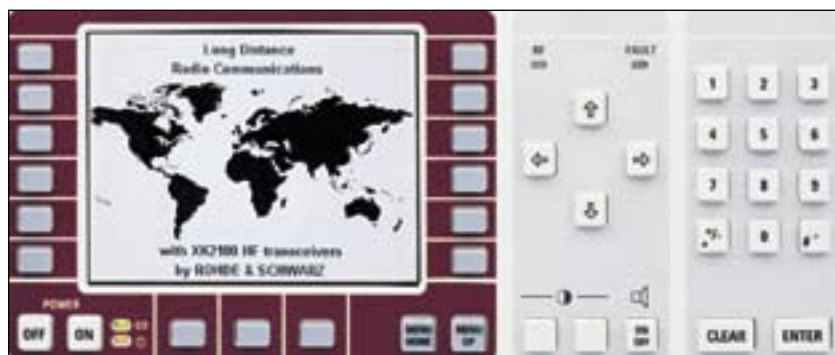 Long Distance
Radio Communications
with XK2100 HF transceivers
by ROHDE & SCHWARZ
POWER
OFF
ON
MENU HOME
MENU UP
RF
FAULT
ON OFF
1 2 3
4 5 6
7 8 9
0
CLEAR ENTER